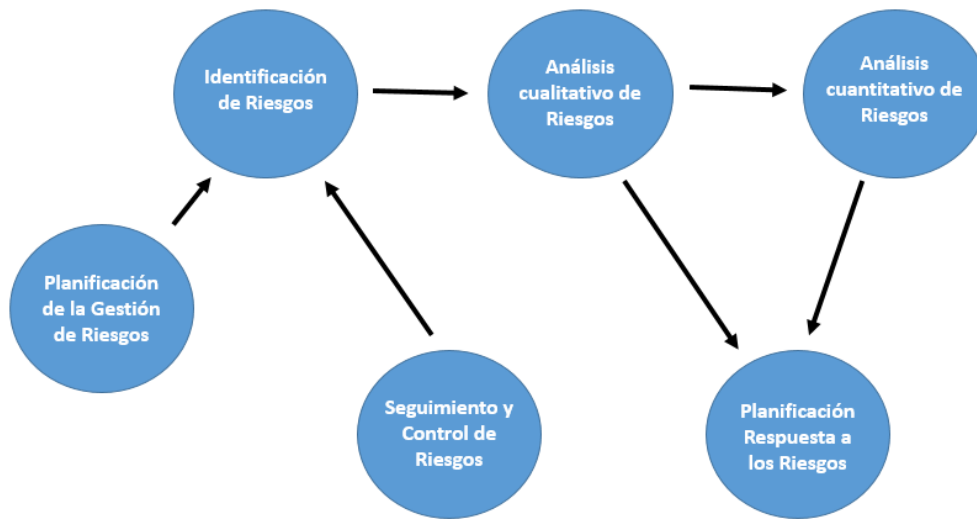 Identificación
de Riesgos
Análisis
cualitativo de
Riesgos
Análisis
cuantitativo de
Riesgos
Planificación
de la Gestión
de Riesgos
Seguimiento y
Control de
Riesgos
Planificación
Respuesta a
los Riesgos